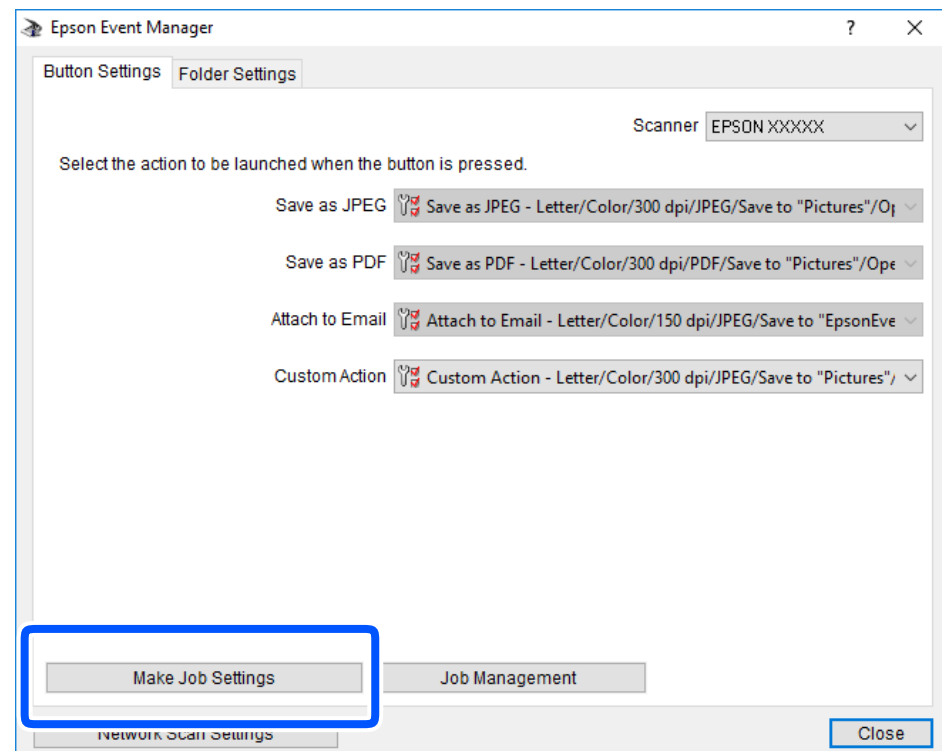 Epson Event Manager
Button Settings Folder Settings
Scanner EPSON XXXXX
Select the action to be launched when the button is pressed.
Save as JPEG Save as JPEG - Letter/Color/300 dpi/JPEG/Save to "Pictures"/Op
Save as PDF Save as PDF - Letter/Color/300 dpi/PDF/Save to "Pictures"/Ope
Attach to Email Attach to Email - Letter/Color/150 dpi/JPEG/Save to "EpsonEve
Custom Action Custom Action - Letter/Color/300 dpi/JPEG/Save to "Pictures"/
Make Job Settings Job Management
Network Scan Settings Close